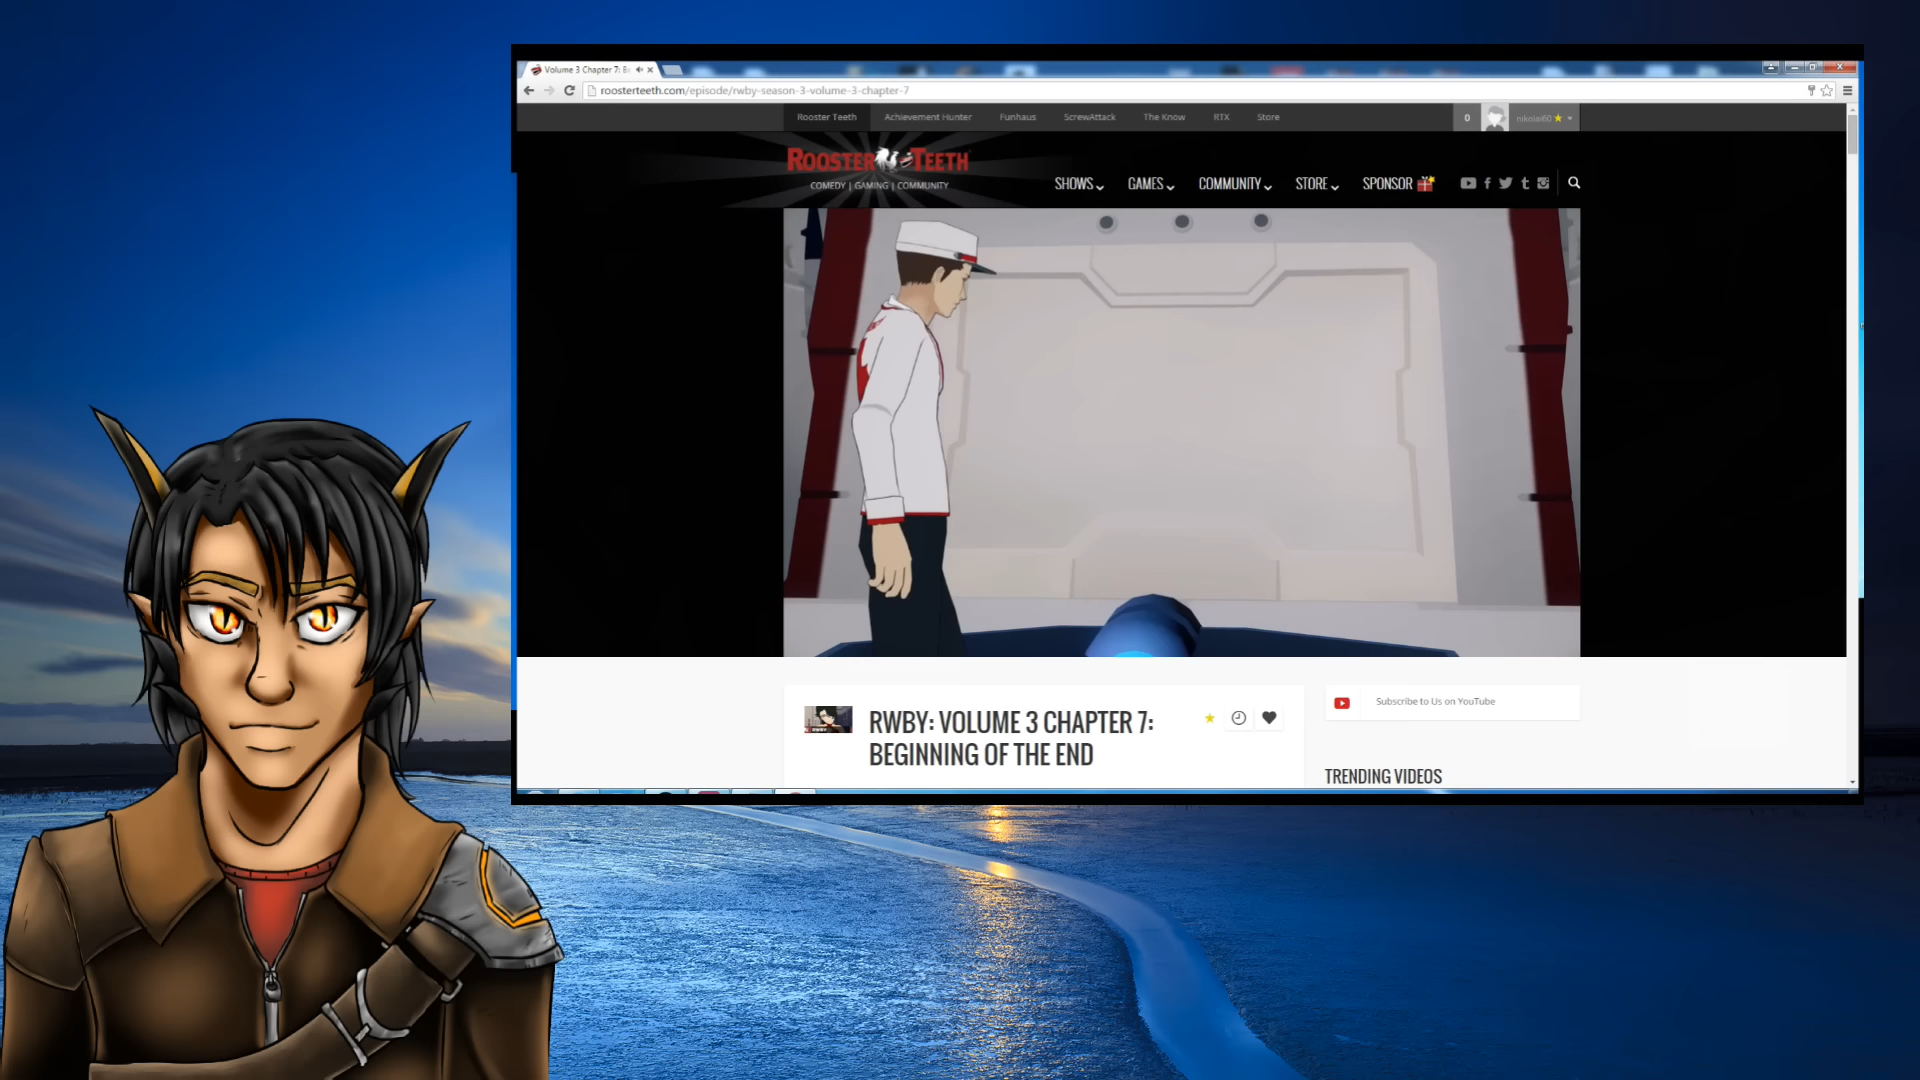 Volume 3 Chapter 7: Be
roosterteeth.com/episode/rwby-season-3-volume-3-chapter-7
Rooster Teeth Achievement Hunter Funhaus ScrewAttack The Know RTX Store 0 nikolai60
ROOSTER TEETH
COMEDY | GAMING | COMMUNITY
SHOWS GAMES COMMUNITY STORE SPONSOR
RWBY: VOLUME 3 CHAPTER 7:
BEGINNING OF THE END
Subscribe to Us on YouTube
TRENDING VIDEOS